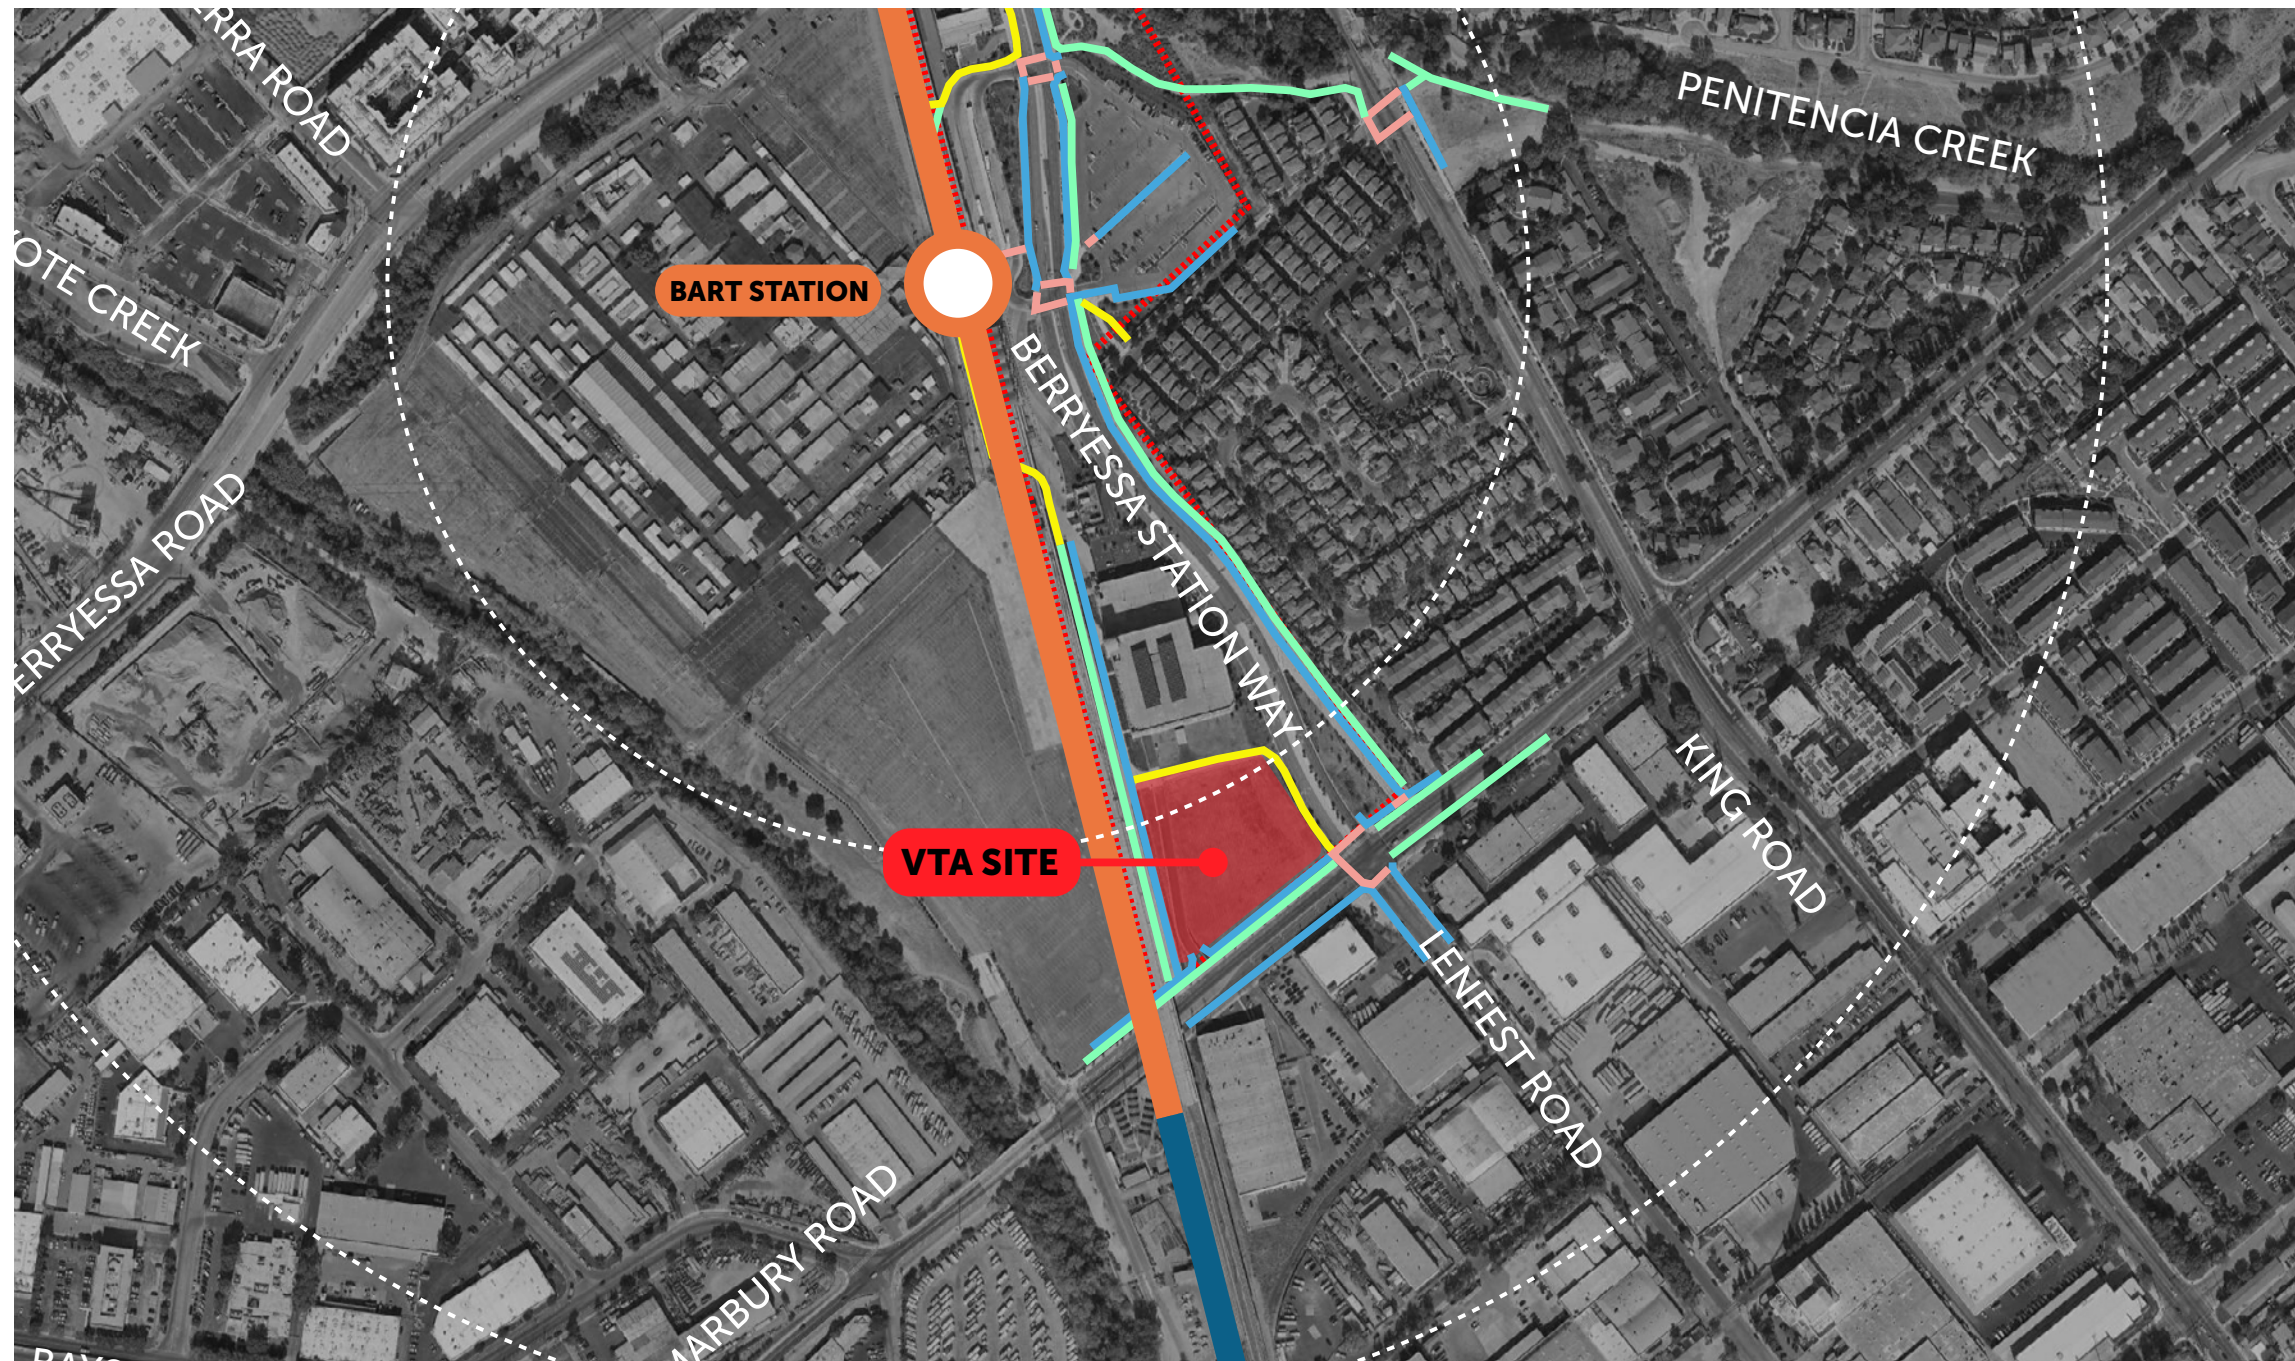 ERRA ROAD
PENITENCIA CREEK
OTE CREEK
BART STATION
BERRYESSA STATION WAY
ERRYESSA ROAD
KING ROAD
VTA SITE
LENFEST ROAD
MARBURY ROAD